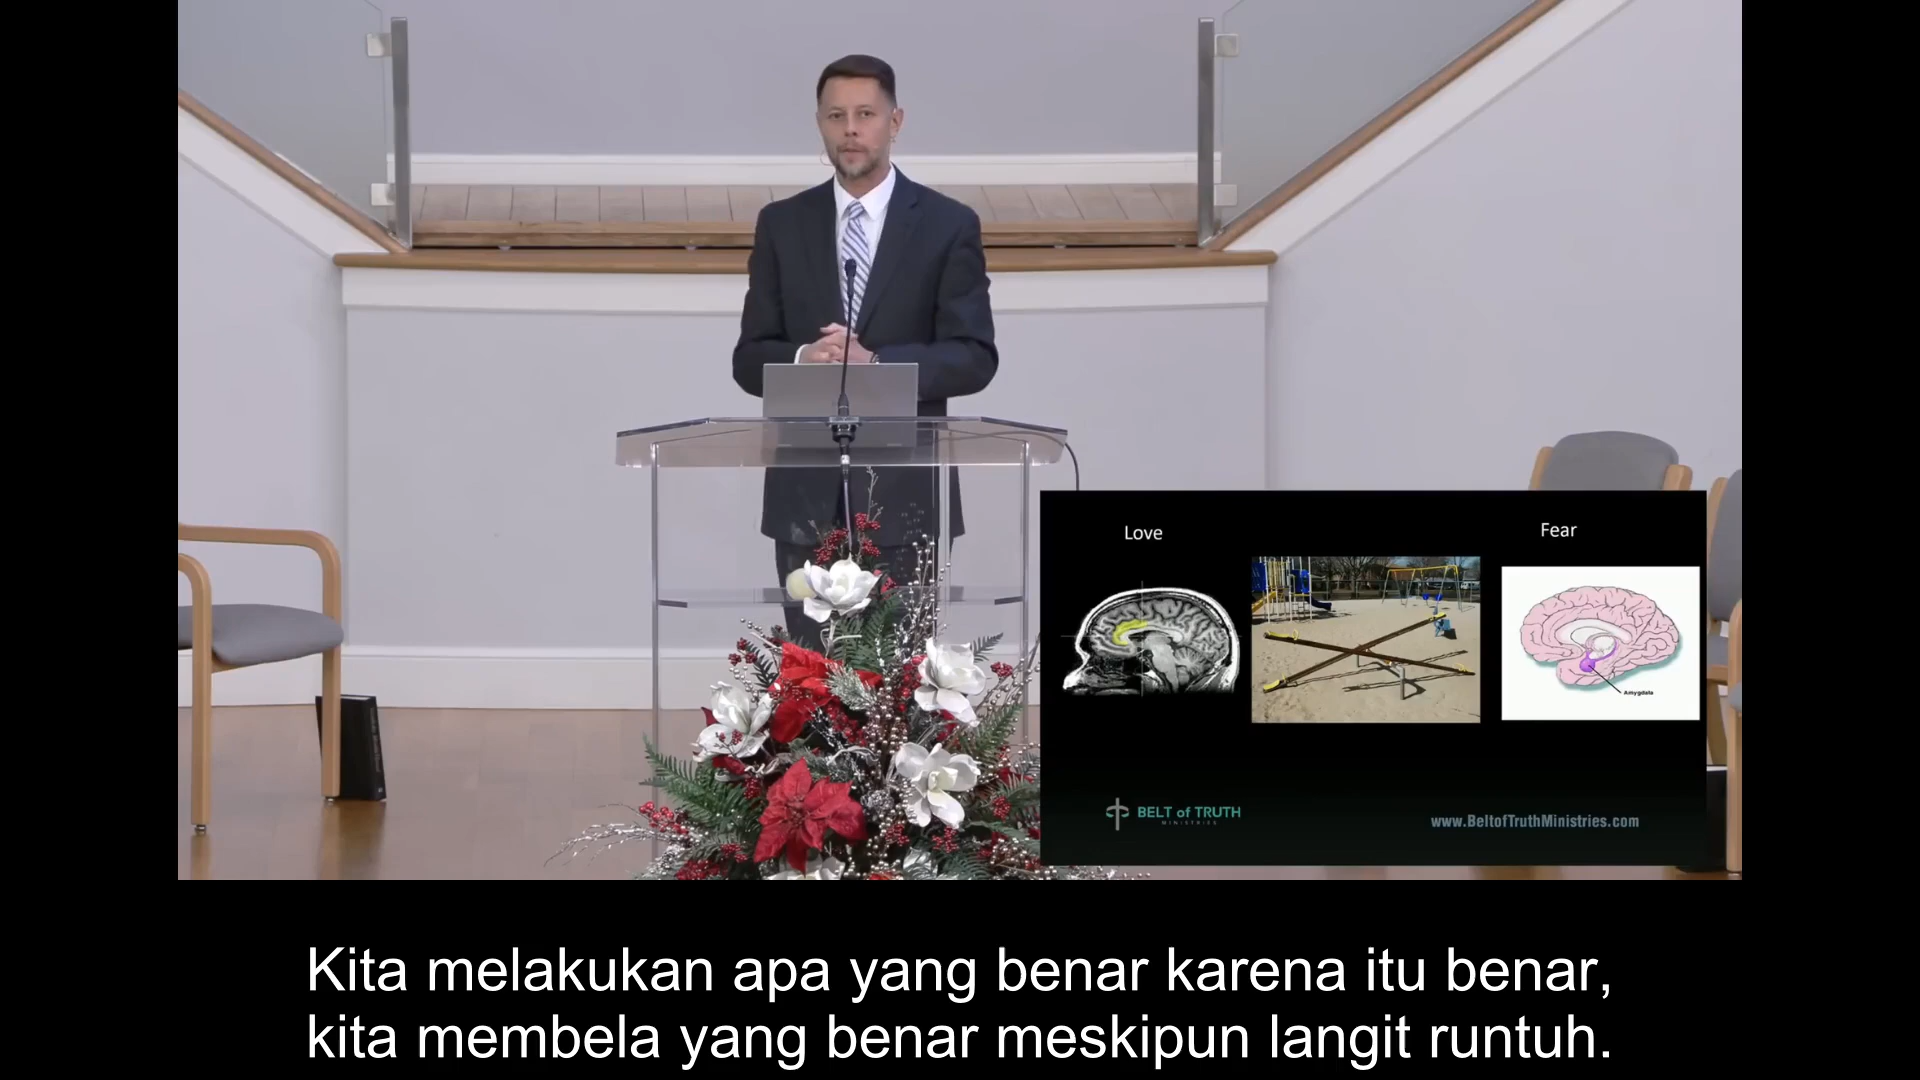 Love
Fear
Amygdala
BELT of TRUTH
MINISTRIES
www.BeltofTruthMinistries.com
Kita melakukan apa yang benar karena itu benar,
kita membela yang benar meskipun langit runtuh.